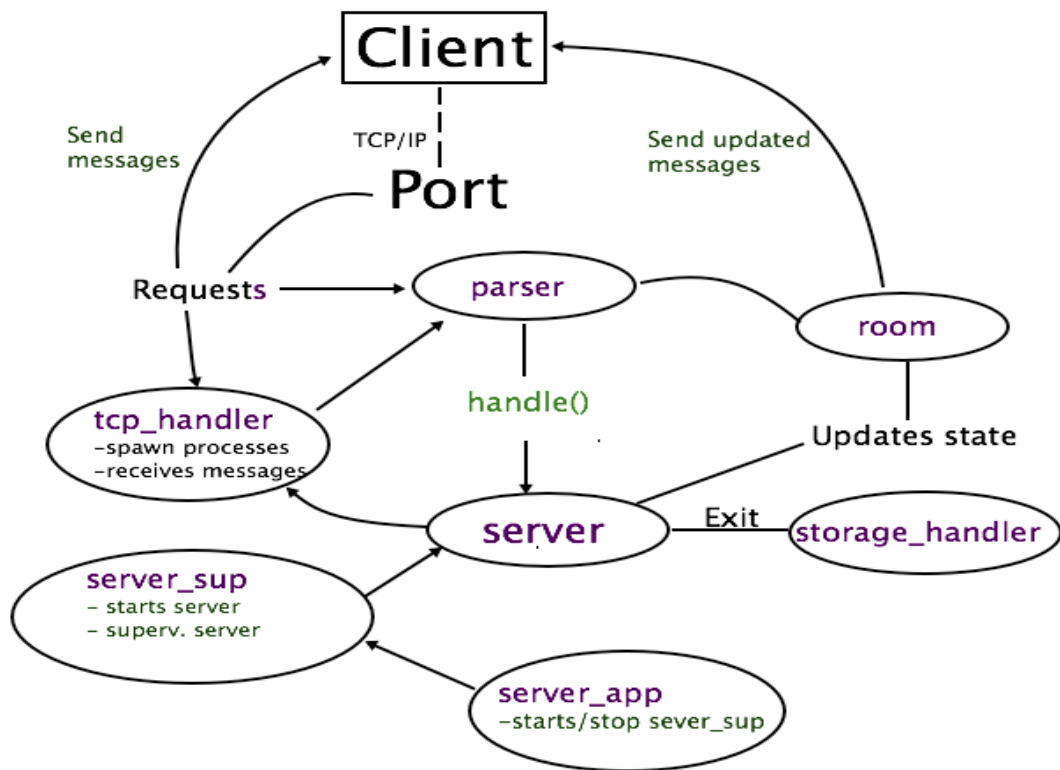 Client
Send
messages
TCP/IP
Send updated
messages
Port
Requests
parser
room
handle()
tcp_handler
-spawn processes
-receives messages
Updates state
server
Exit
storage_handler
server_sup
- starts server
- superv. server
server_app
-starts/stop sever_sup